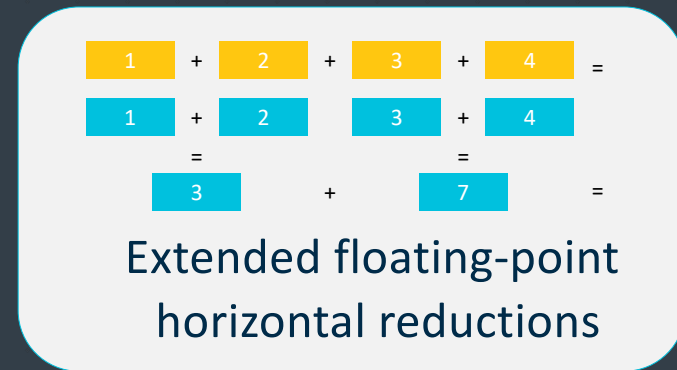 1 + 2 + 3 + 4 =
1 + 2 3 + 4
= =
3 + 7 =
Extended floating-point
horizontal reductions